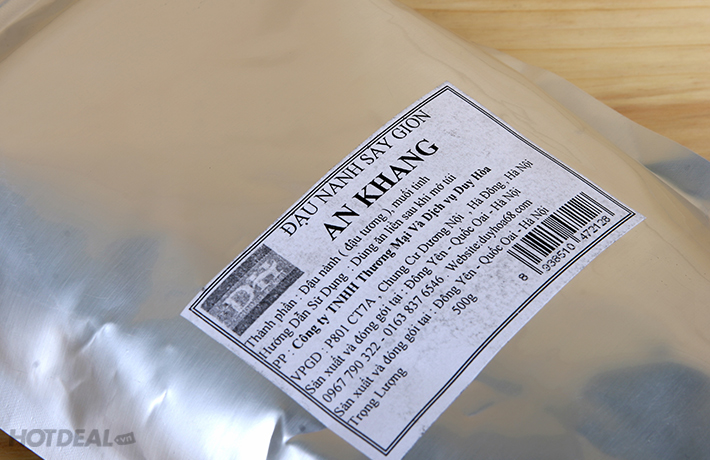 ĐẬU NÀNH SẤY GIÒN
AN KHANG
DH
Thành phần : Dậu nành ( đậu tương ) , muối tinh
Hướng Dẫn Sử Dụng : Dùng ăn liền sau khi mở túi
PP : Công ty TNHH Thương Mại Và Dịch vụ Duy Hòa
VPGD : P801 CT7A , Chung Cư Dương Nội , Hà Đông , Hà Nội
Sản xuất và đóng gói tại : Đông Yên - Quốc Oai - Hà Nội
0967 790 322 - 0163 837 6546 , Website:duyhoa68.com
Sản xuất và đóng gói tại : Đông Yên - Quốc Oai - Hà Nội
Trọng Lượng 500g
8 938510 472128
HOTDEAL.vn